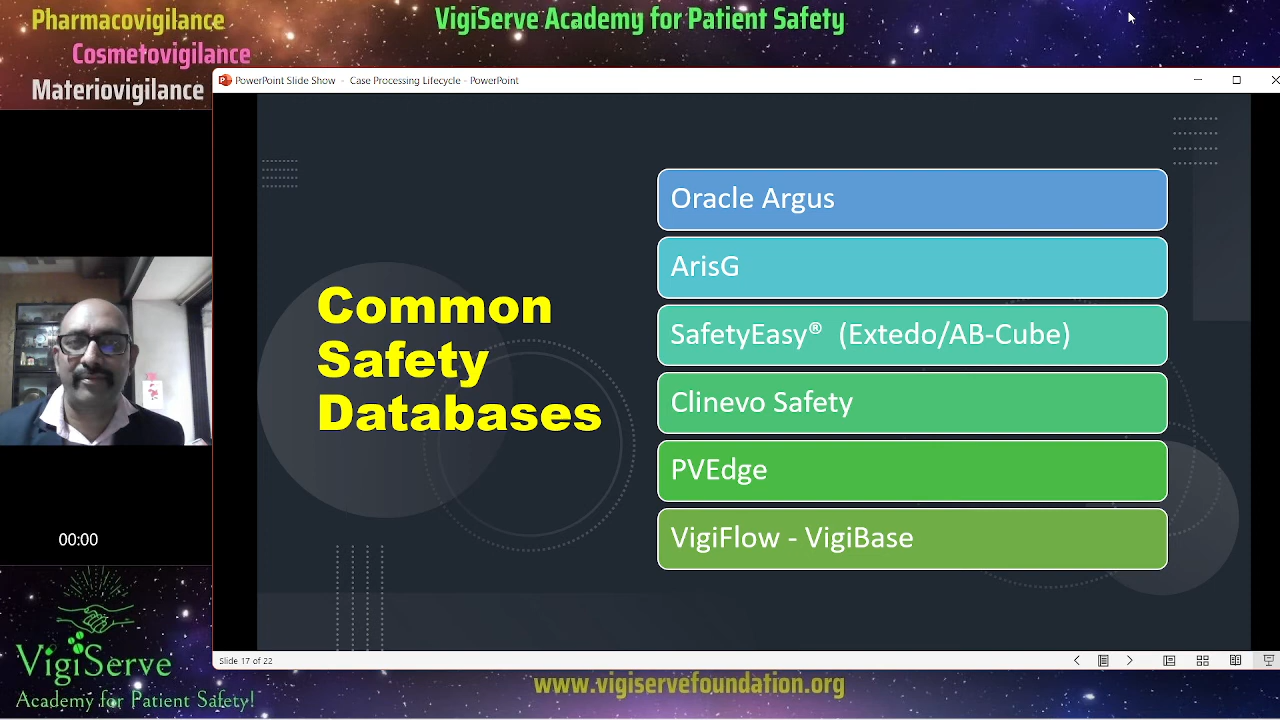 Pharmacovigilance
Cosmetovigilance
Materiovigilance
VigiServe Academy for Patient Safety
PowerPoint Slide Show - Case Processing Lifecycle - PowerPoint
Common
Safety
Databases
Oracle Argus
ArisG
SafetyEasy® (Extedo/AB-Cube)
Clinevo Safety
PVEdge
VigiFlow - VigiBase
00:00
VigiServe
Academy for Patient Safety!
Slide 17 of 22
www.vigiservefoundation.org